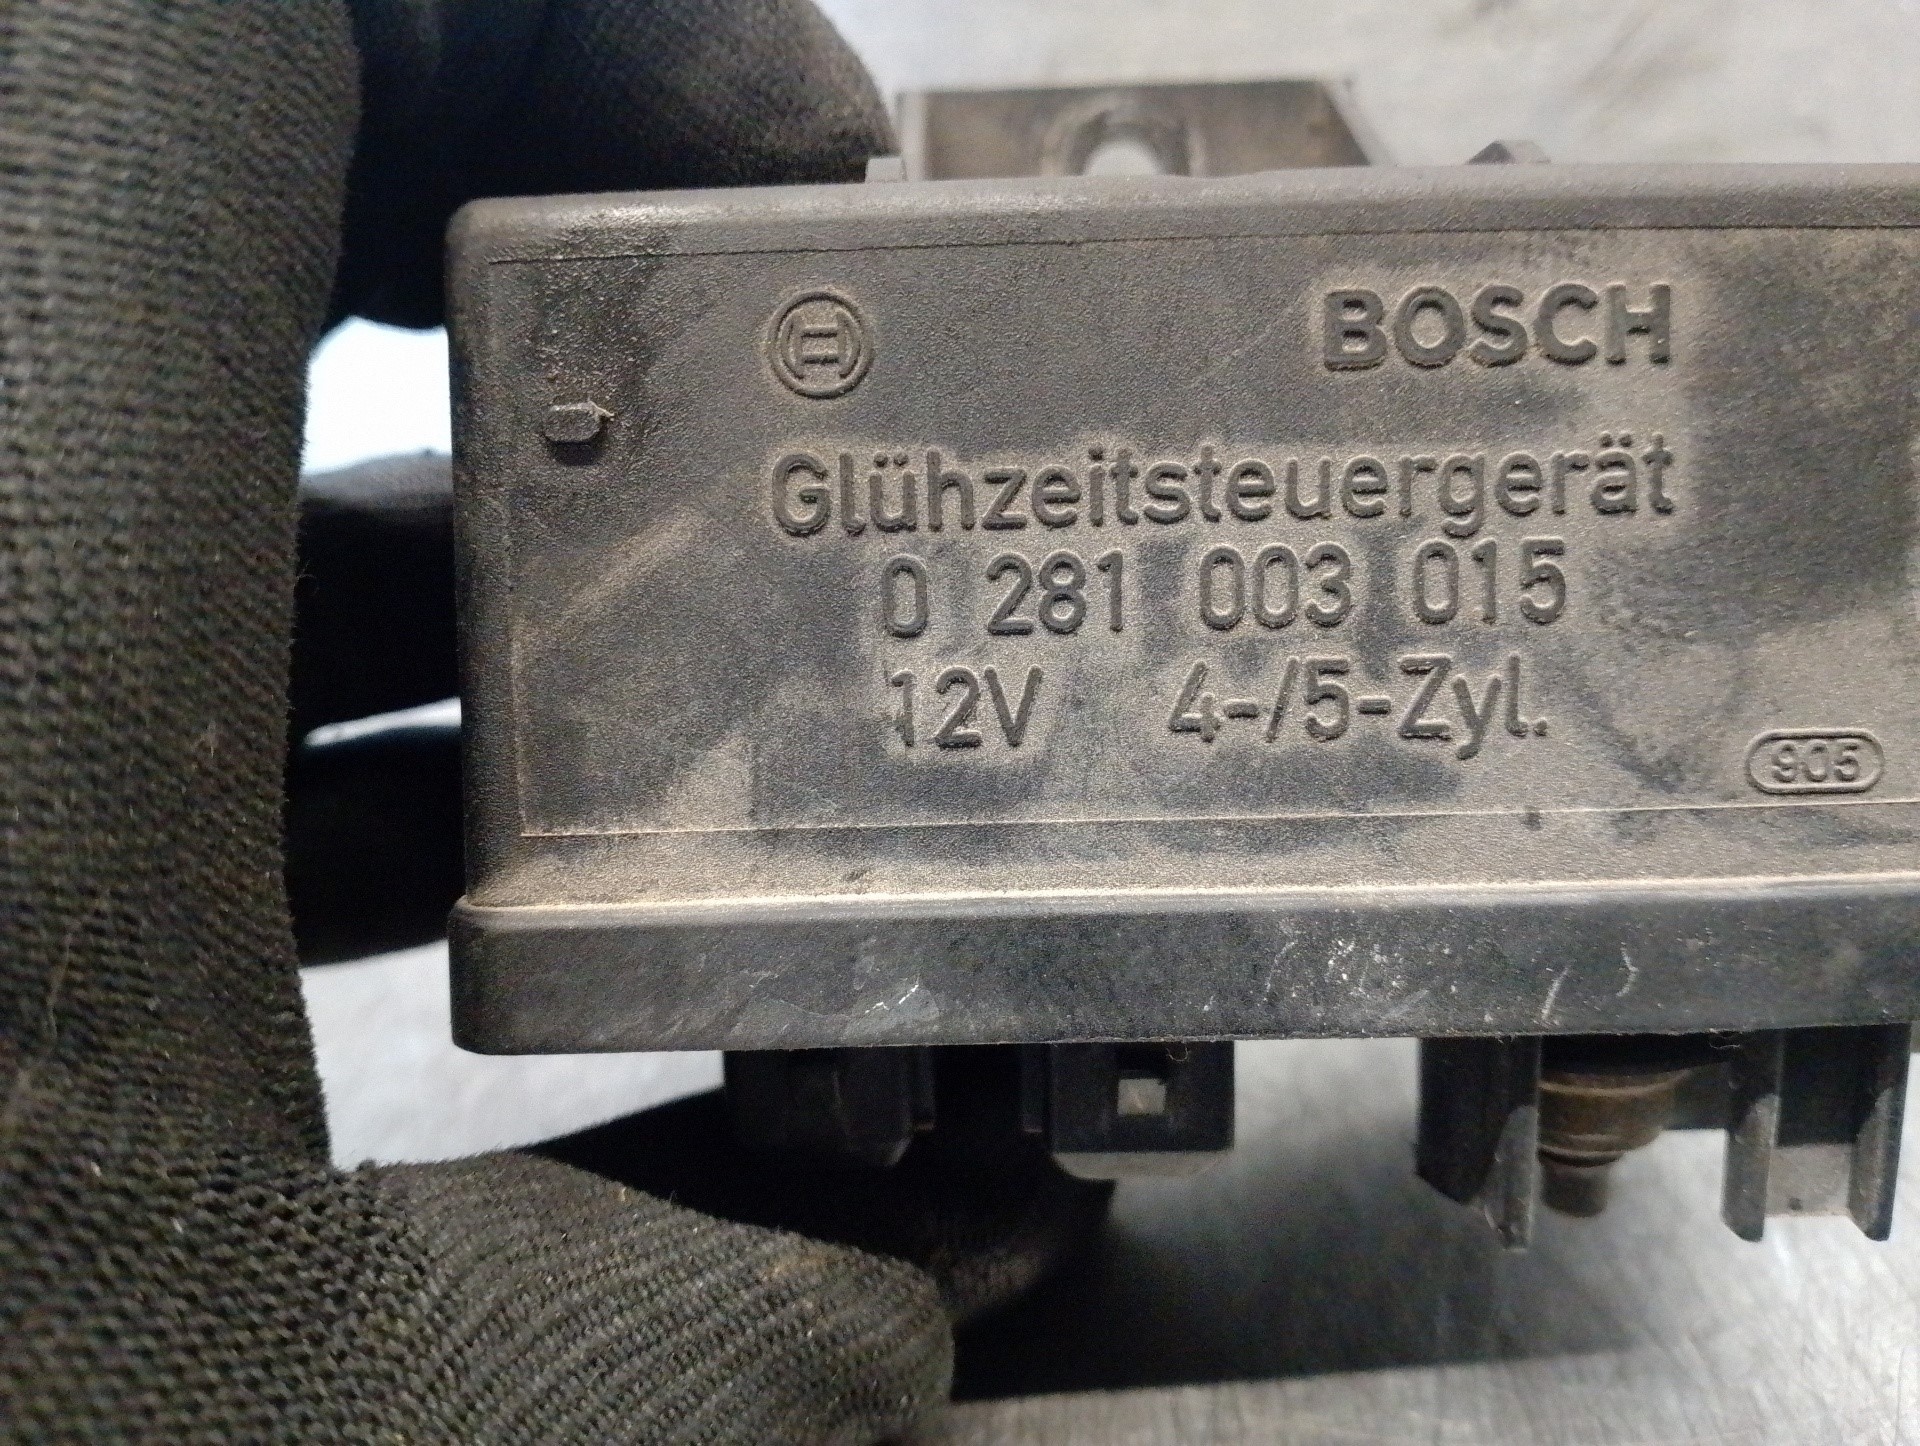 BOSCH
Glühzeitsteuergerät
0 281 003 015
12V 4-/5-Zyl.
905